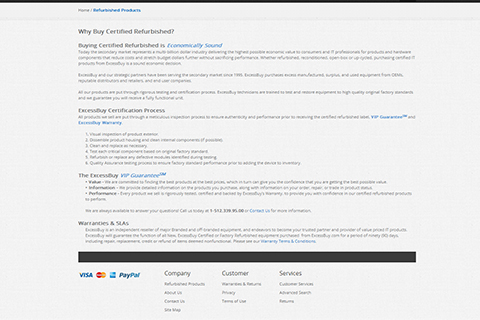 Home / Refurbished Products
Why Buy Certified Refurbished?
Buying Certified Refurbished is Economically Sound
Today the secondary market represents a multi-billion dollar industry delivering the highest possible economic value to consumers and IT professionals for products and hardware
components that reduce costs and stretch budget dollars further without sacrificing performance. Whether refurbished, reconditioned, open box or up-cycled, purchasing certified IT
products from ExcessBuy is a sound economic decision.
ExcessBuy and our strategic partners have been serving the secondary market since 1995. ExcessBuy purchases excess manufactured, surplus, and used equipment from OEMs,
reputable distributors and retailers, and end-user companies.
All our products are put through rigorous testing and certification process. ExcessBuy technicians are trained to test and restore equipment to high quality original factory standards
and we guarantee you will receive a fully functional unit.
ExcessBuy Certification Process
All products we sell are put through a meticulous inspection process to ensure authenticity and performance prior to receiving the certified refurbished label, VIP Guarantee℠ and
ExcessBuy Warranty.
1. Visual inspection of product exterior.
2. Dissemble product housing and clean internal components of possible.
3. Clean and replace as necessary.
4. Test each critical component based on original factory standard.
5. Refurbish or replace any defective modules identified during testing.
6. Quality Assurance testing process to ensure factory standard performance prior to adding the device to inventory.
The ExcessBuy VIP Guarantee℠
• Value - We are committed to finding the best products at the best prices, which in turn can give you the confidence that you are getting the best value possible.
• Information - We provide detailed information on the products you purchase, along with information on your order, repair, or trade in product status.
• Performance - Every product we sell is rigorously tested, certified and backed by ExcessBuy's Warranty, to provide you with confidence in our certified-refurbished products
to perform.
We are always available to answer your questions! Call us today at 1-512.339.95.00 or Contact Us for more information.
Warranties & SLAs
ExcessBuy is an independent reseller of major Branded and off-branded equipment, and endeavors to become your trusted partner and provider of value priced IT products.
ExcessBuy will guarantee the function of all New, ExcessBuy Certified or Factory Refurbished equipment purchased from ExcessBuy.com for a period of ninety (90) days,
including repair, replacement, credit or refund of items deemed nonfunctional. Please see our Warranty Terms & Conditions.
VISA PayPal
Company Customer Services
Refurbished Products Warranties & Returns Customer Services
About Us Privacy Advanced Search
Contact Us Terms of Use Returns
Site Map